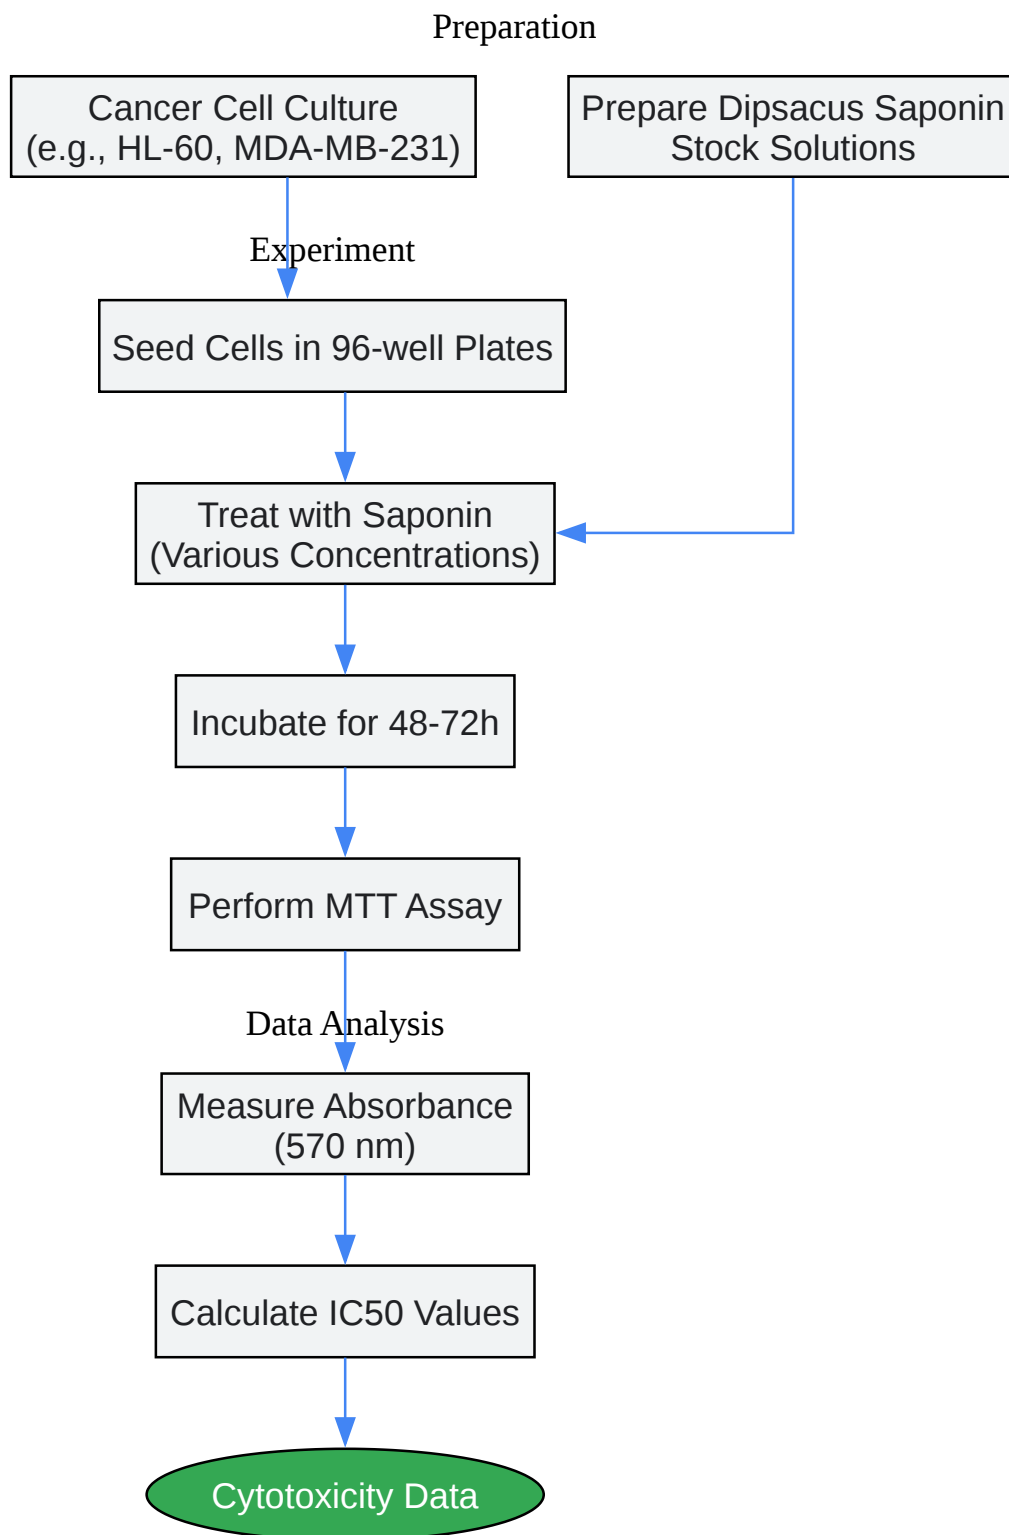 Preparation
Cancer Cell Culture
(e.g., HL-60, MDA-MB-231)
Prepare Dipsacus Saponin
Stock Solutions
Experiment
Seed Cells in 96-well Plates
Treat with Saponin
(Various Concentrations)
Incubate for 48-72h
Perform MTT Assay
Data Analysis
Measure Absorbance
(570 nm)
Calculate IC50 Values
Cytotoxicity Data